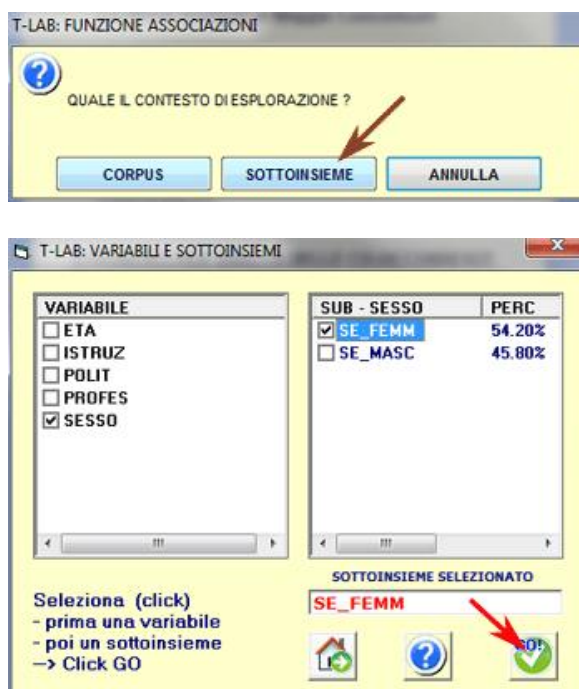 T-LAB: FUNZIONE ASSOCIAZIONI
QUALE IL CONTESTO DI ESPLORAZIONE ?
CORPUS SOTTOINSIEME ANNULLA
T-LAB: VARIABILI E SOTTOINSIEMI
VARIABILE
ETA
ISTRUZ
POLIT
PROFES
SESSO
SUB - SESSO PERC
SE_FEMM 54.20%
SE_MASC 45.80%
Seleziona (click)
- prima una variabile
- poi un sottoinsieme
—> Click GO
SOTTOINSIEME SELEZIONATO
SE_FEMM
GO!